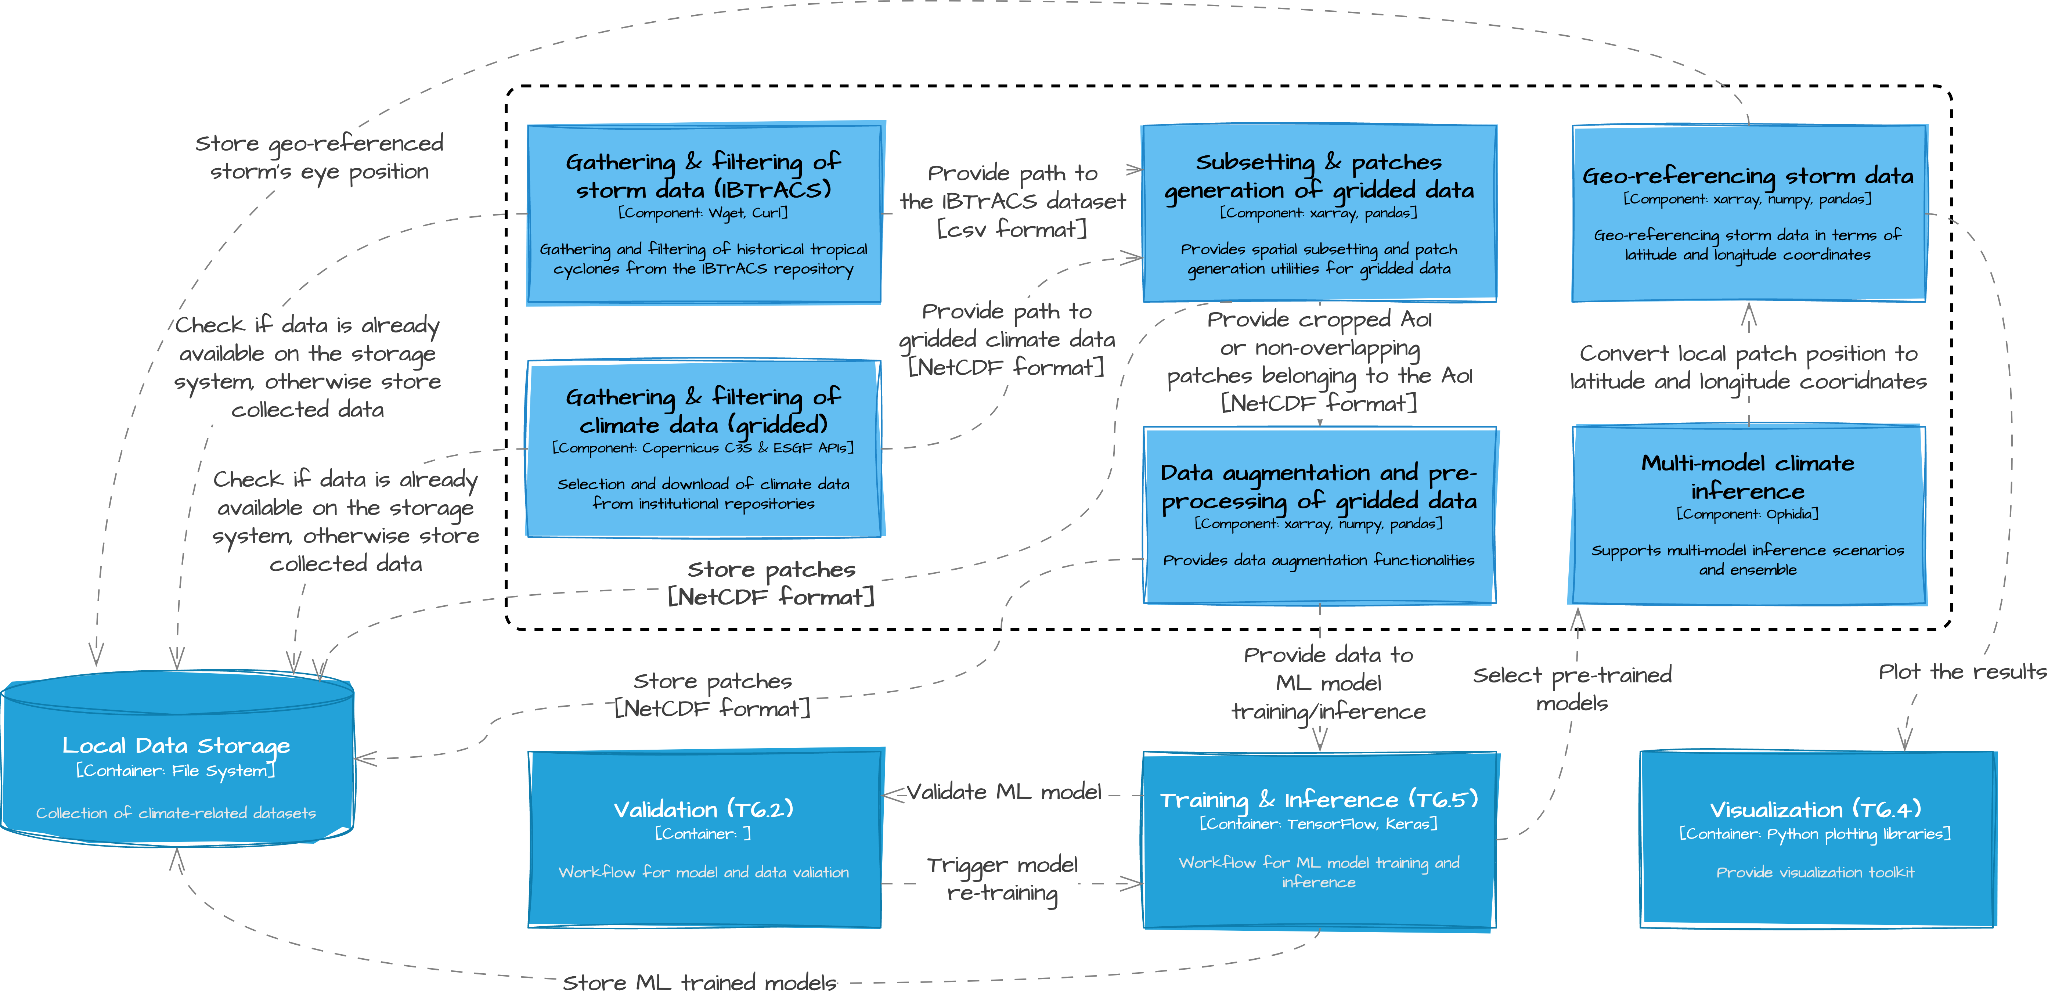 Store geo-referenced
storm's eye position
Gathering & filtering of
storm data (IBTrACS)
[Component: Wget, Curl]
Gathering and filtering of historical tropical
cyclones from the IBTrACS repository
Provide path to
the IBTrACS dataset
[csv format]
Subsetting & patches
generation of gridded data
[Component: xarray, pandas]
Provides spatial subsetting and patch
generation utilities for gridded data
Geo-referencing storm data
[Component: xarray, numpy, pandas]
Geo-referencing storm data in terms of
latitude and longitude coordinates
Check if data is already
available on the storage
system, otherwise store
collected data
Provide path to
gridded climate data
[NetCDF format]
Provide cropped AoI
or non-overlapping
patches belonging to the AoI
[NetCDF format]
Convert local patch position to
latitude and longitude cooridnates
Gathering & filtering of
climate data (gridded)
[Component: Copernicus C3S & ESGF APIs]
Selection and download of climate data
from institutional repositories
Check if data is already
available on the storage
system, otherwise store
collected data
Data augmentation and pre-
processing of gridded data
[Component: xarray, numpy, pandas]
Provides data augmentation functionalities
Multi-model climate
inference
[Component: Ophidia]
Supports multi-model inference scenarios
and ensemble
Store patches
[NetCDF format]
Store patches
[NetCDF format]
Provide data to
ML model
training/inference
Select pre-trained
models
Plot the results
Local Data Storage
[Container: File System]
Collection of climate-related datasets
Validation (T6.2)
[Container: ]
Workflow for model and data valiation
Validate ML model
Trigger model
re-training
Training & Inference (T6.5)
[Container: TensorFlow, Keras]
Workflow for ML model training and
inference
Visualization (T6.4)
[Container: Python plotting libraries]
Provide visualization toolkit
Store ML trained models